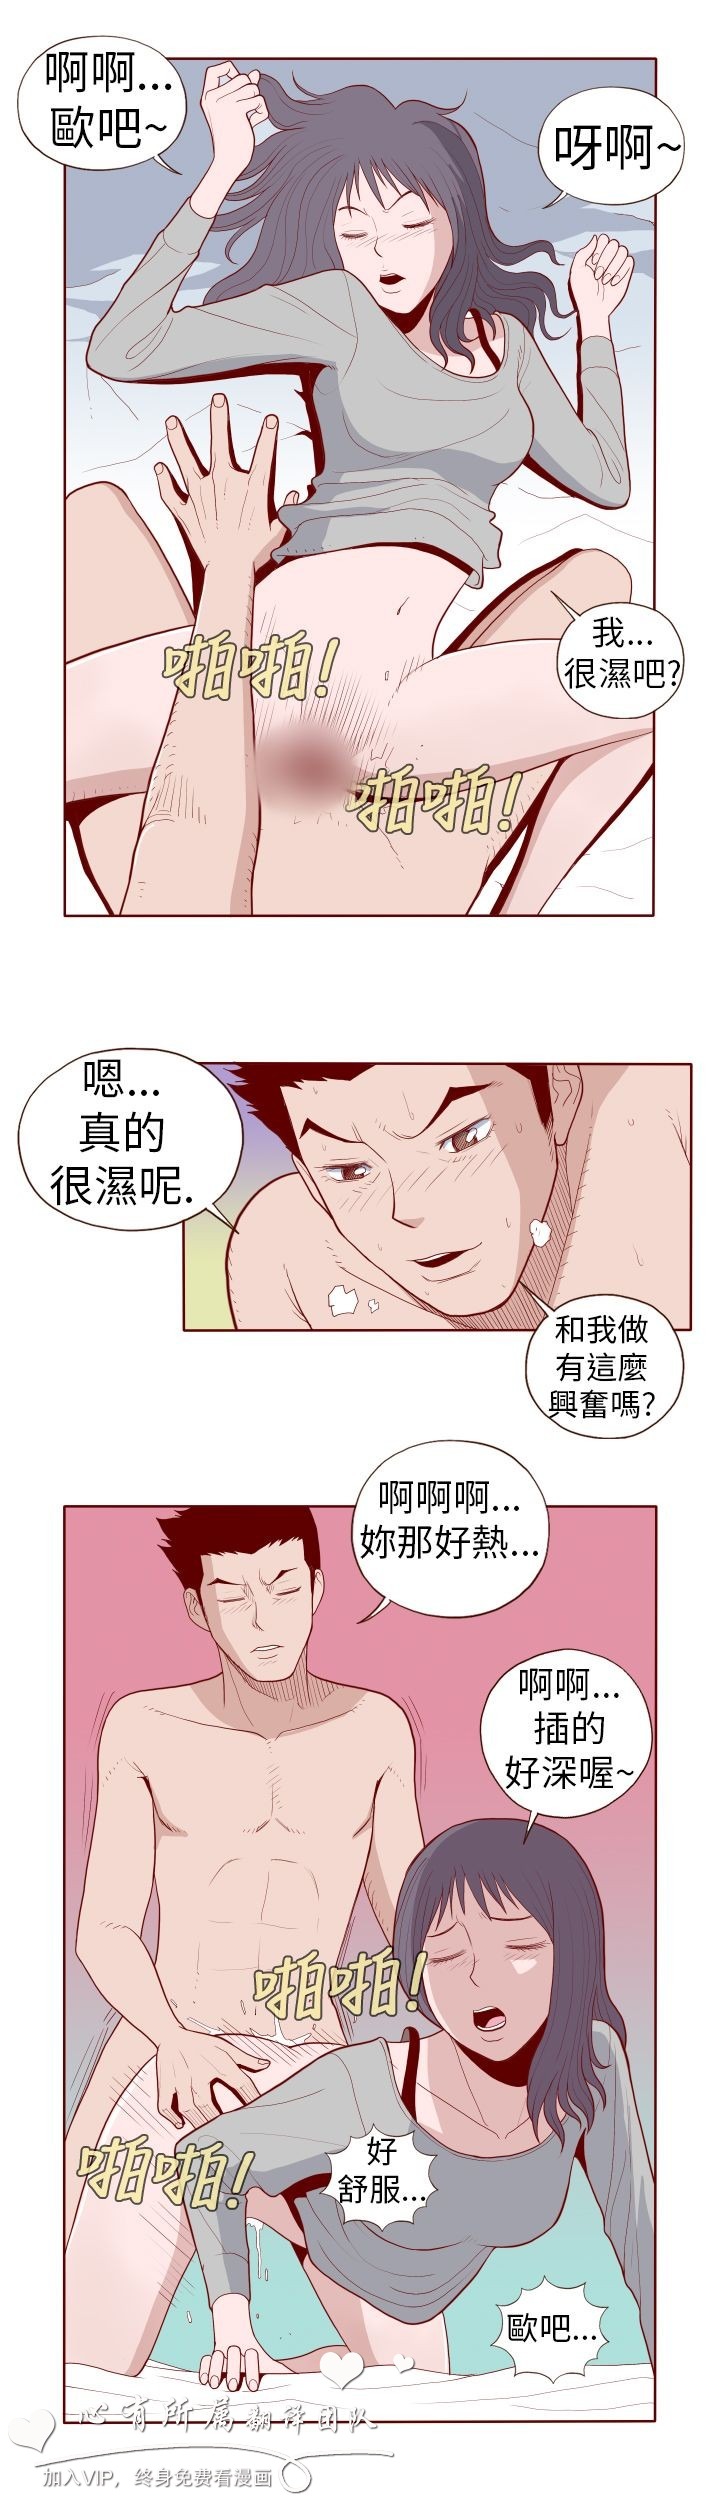 啊啊...
歐吧~
呀啊~
我...
很濕吧?
啪啪!
啪啪!
嗯...
真的
很濕呢.
和我做
有這麼
興奮嗎?
啊啊啊...
妳那好熱...
啊啊...
插的
好深喔~
啪啪!
啪啪!
好
舒服...
歐吧...
心有所属翻译团队
加入VIP，终身免费看漫画